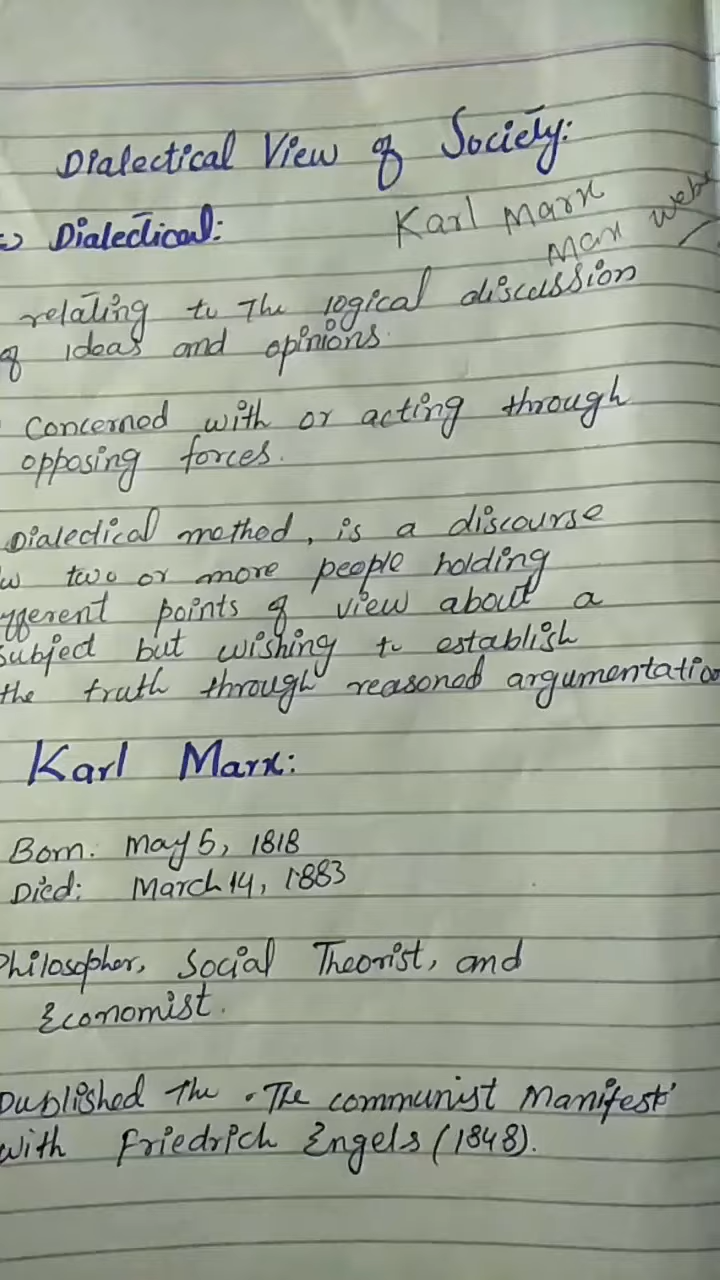 Dialectical View of Society:
=> Dialectical:
Karl Marx
Max Webe
relating to the logical discussion
of ideas and opinions.
Concerned with or acting through
opposing forces.
Dialectical method, is a discourse
w two or more people holding
fferent points of view about a
subject but wishing to establish
the truth through reasoned argumentation
Karl Marx:
Born: May 5, 1818
Died: March 14, 1883
Philosopher, Social Theorist, and
Economist.
Published The "The communist Manifest'
with Friedrich Engels (1848).